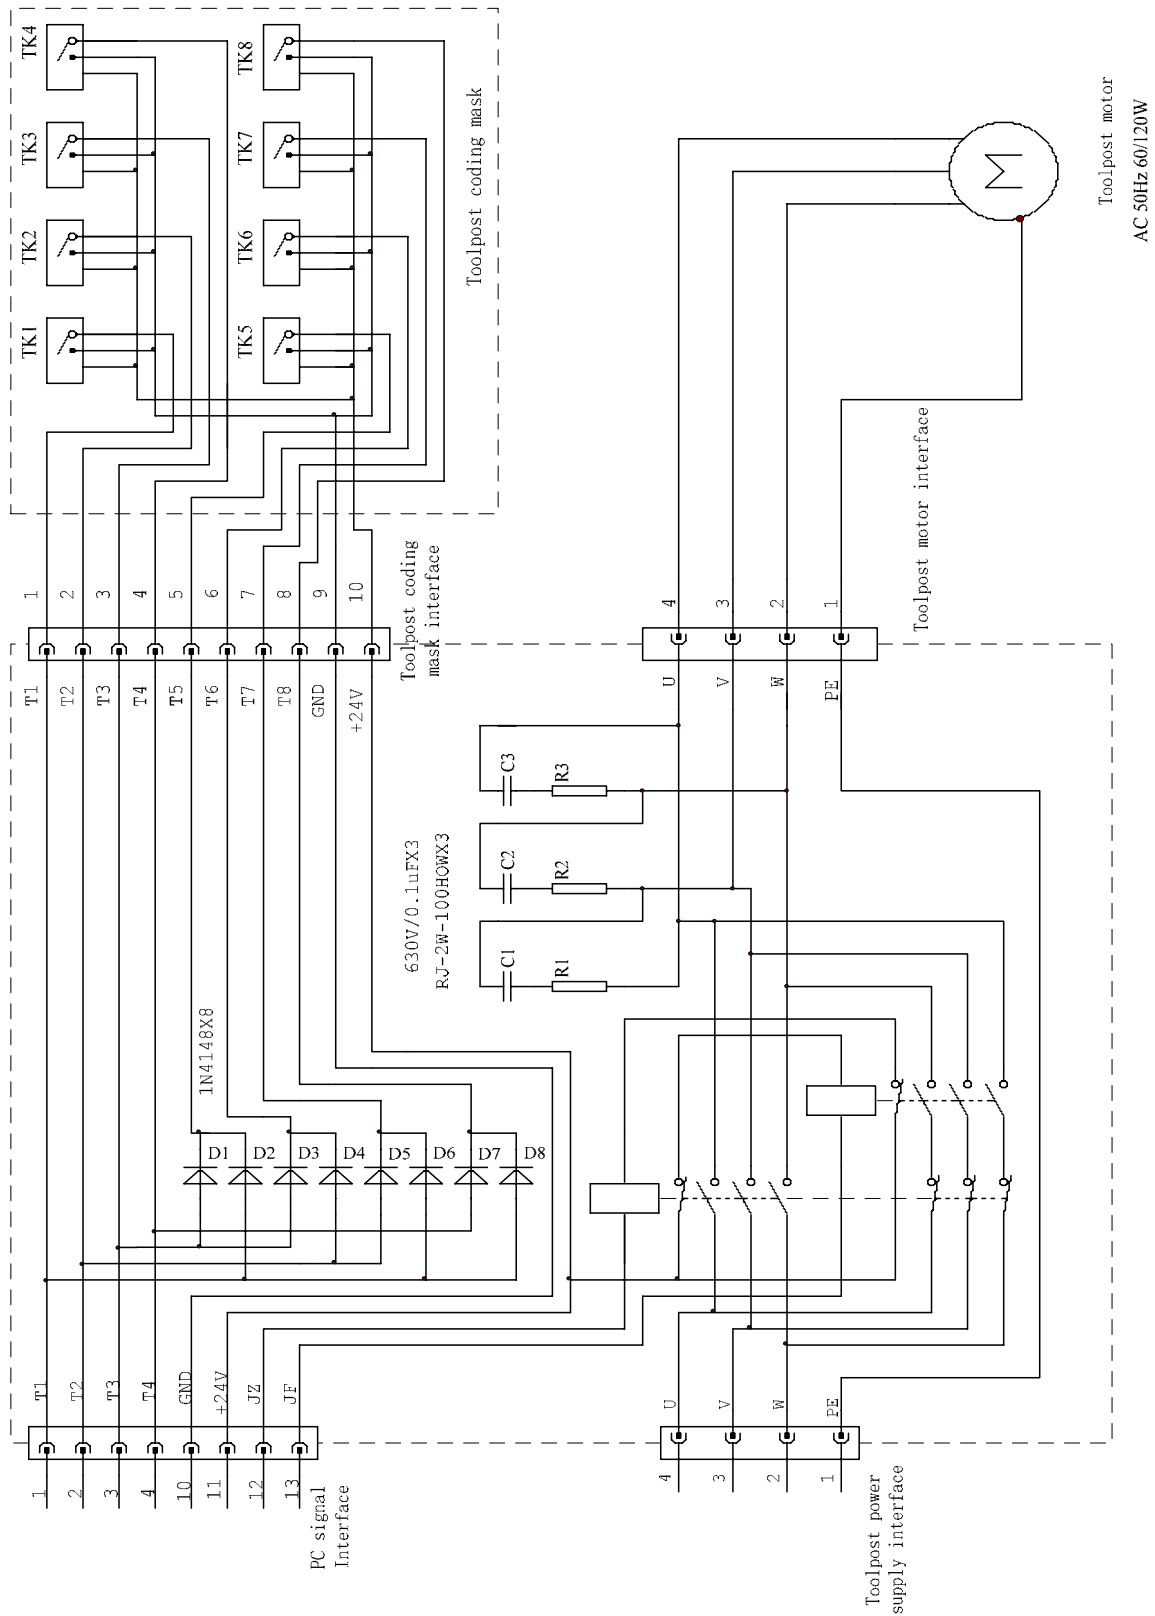 TK4
TK3
TK2
TK1
TK8
TK7
TK6
TK5
Toolpost coding mask
Toolpost motor
AC 50Hz 60/120W
M
1
2
3
4
5
6
7
8
9
10
Toolpost coding
mask interface
T1
T2
T3
T4
T5
T6
T7
T8
GND
+24V
Toolpost motor interface
4
3
2
1
U
V
W
PE
C3
R3
C2
R2
C1
R1
630V/0.1uFX3
RJ-2W-100HOWX3
1N4148X8
D1
D2
D3
D4
D5
D6
D7
D8
T1
T2
T3
T4
GND
+24V
JZ
JF
1
2
3
4
10
11
12
13
PC signal
Interface
U
V
W
PE
4
3
2
1
Toolpost power
supply interface